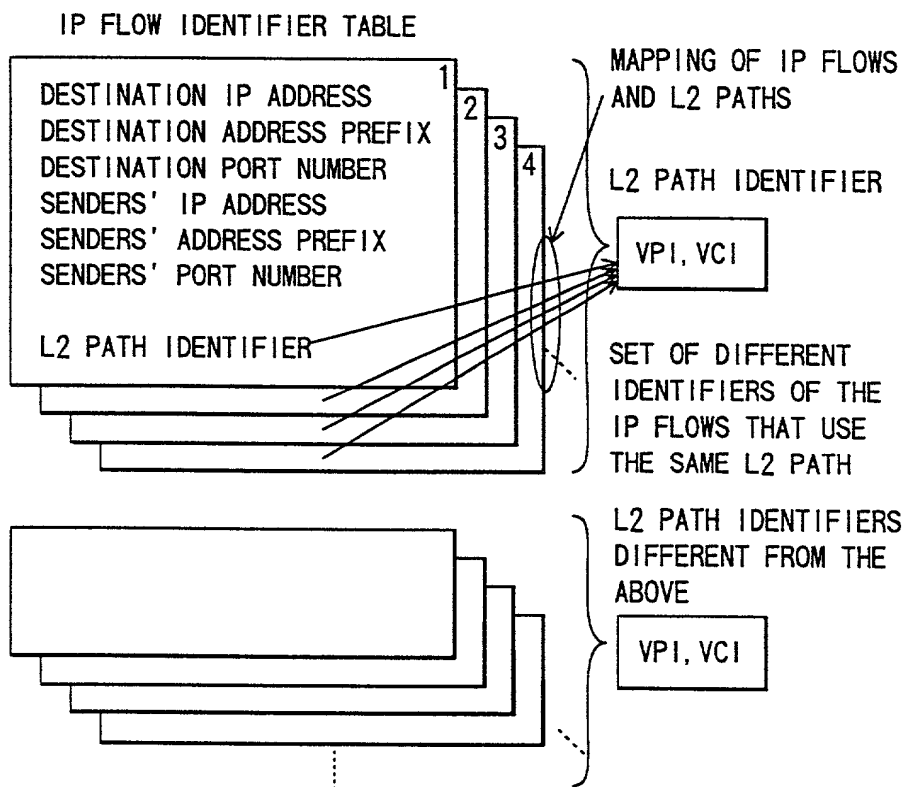 IP FLOW IDENTIFIER TABLE
1
2
3
4
DESTINATION IP ADDRESS
DESTINATION ADDRESS PREFIX
DESTINATION PORT NUMBER
SENDERS' IP ADDRESS
SENDERS' ADDRESS PREFIX
SENDERS' PORT NUMBER
L2 PATH IDENTIFIER
MAPPING OF IP FLOWS
AND L2 PATHS
L2 PATH IDENTIFIER
VPI, VCI
SET OF DIFFERENT
IDENTIFIERS OF THE
IP FLOWS THAT USE
THE SAME L2 PATH
L2 PATH IDENTIFIERS
DIFFERENT FROM THE
ABOVE
VPI, VCI